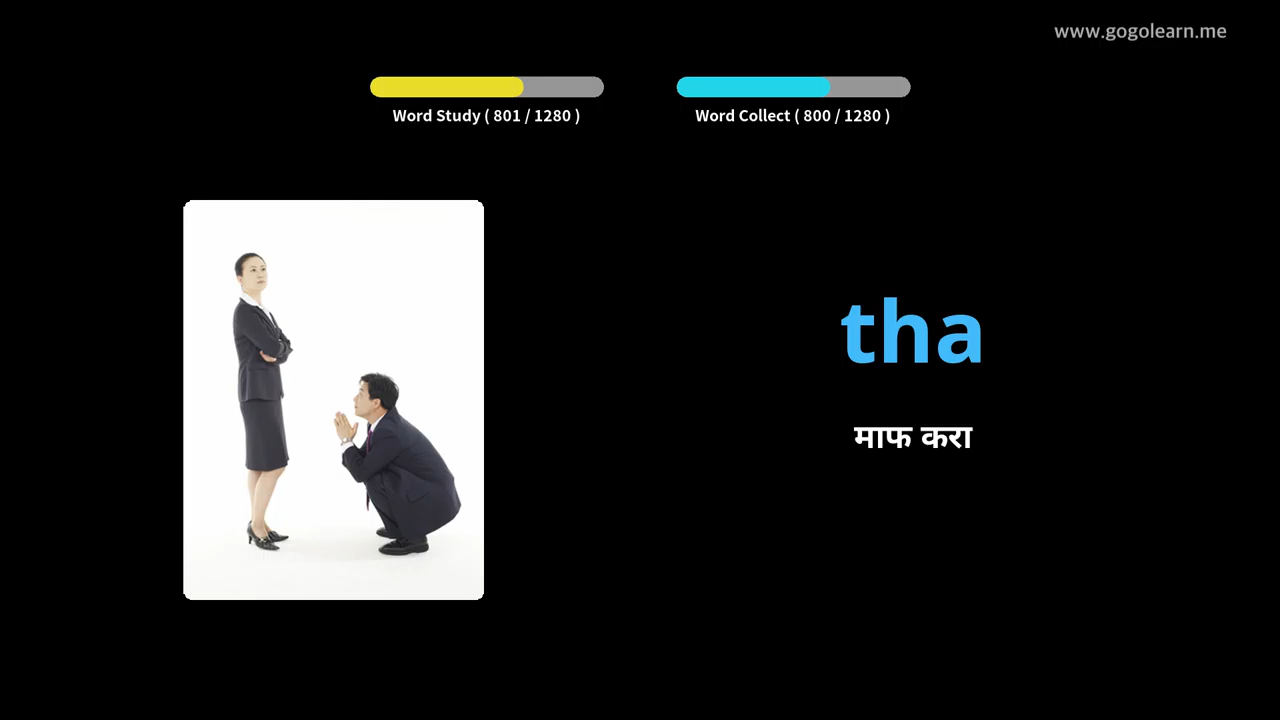 www.gogolearn.me
Word Study ( 801 / 1280 )
Word Collect ( 800 / 1280 )
tha
माफ करा